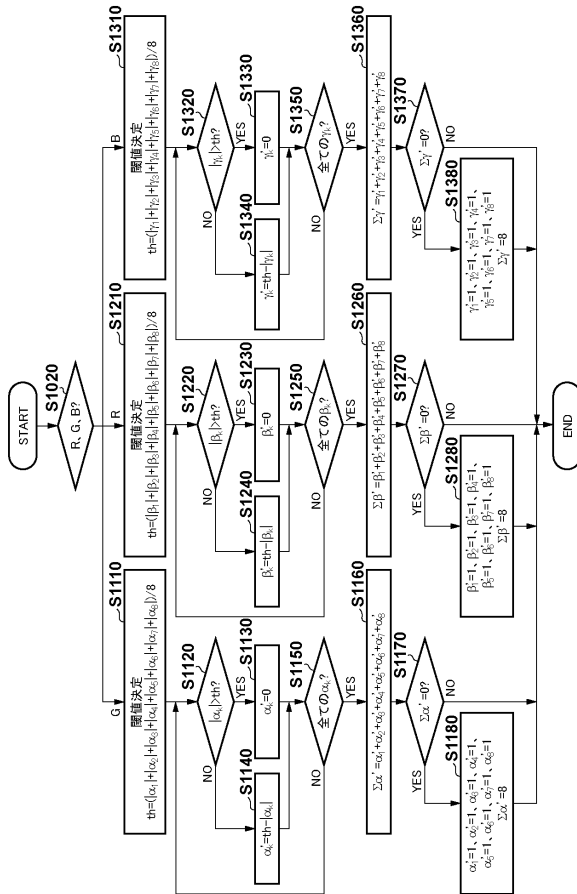 START
S1020
R, G, B?
G
R
B
S1110
閾値決定
th=(|α₁|+|α₂|+|α₃|+|α₄|+|α₅|+|α₆|+|α₇|+|α₈|)/8
S1120
|αₖ|>th?
NO
YES
S1130
αₖ'=0
S1140
αₖ'=th-|αₖ|
S1150
全てのαₖ?
NO
YES
S1160
Σα'=α₁'+α₂'+α₃'+α₄'+α₅'+α₆'+α₇'+α₈'
S1170
Σα'=0?
YES
NO
S1180
α₁'=1、α₂'=1、α₃'=1、α₄'=1、
α₅'=1、α₆'=1、α₇'=1、α₈'=1
Σα'=8
S1210
閾値決定
th=(|β₁|+|β₂|+|β₃|+|β₄|+|β₅|+|β₆|+|β₇|+|β₈|)/8
S1220
|βₖ|>th?
NO
YES
S1230
βₖ'=0
S1240
βₖ'=th-|βₖ|
S1250
全てのβₖ?
NO
YES
S1260
Σβ'=β₁'+β₂'+β₃'+β₄'+β₅'+β₆'+β₇'+β₈'
S1270
Σβ'=0?
YES
NO
S1280
β₁'=1、β₂'=1、β₃'=1、β₄'=1、
β₅'=1、β₆'=1、β₇'=1、β₈'=1
Σβ'=8
S1310
閾値決定
th=(|γ₁|+|γ₂|+|γ₃|+|γ₄|+|γ₅|+|γ₆|+|γ₇|+|γ₈|)/8
S1320
|γₖ|>th?
NO
YES
S1330
γₖ'=0
S1340
γₖ'=th-|γₖ|
S1350
全てのγₖ?
NO
YES
S1360
Σγ'=γ₁'+γ₂'+γ₃'+γ₄'+γ₅'+γ₆'+γ₇'+γ₈'
S1370
Σγ'=0?
YES
NO
S1380
γ₁'=1、γ₂'=1、γ₃'=1、γ₄'=1、
γ₅'=1、γ₆'=1、γ₇'=1、γ₈'=1
Σγ'=8
END